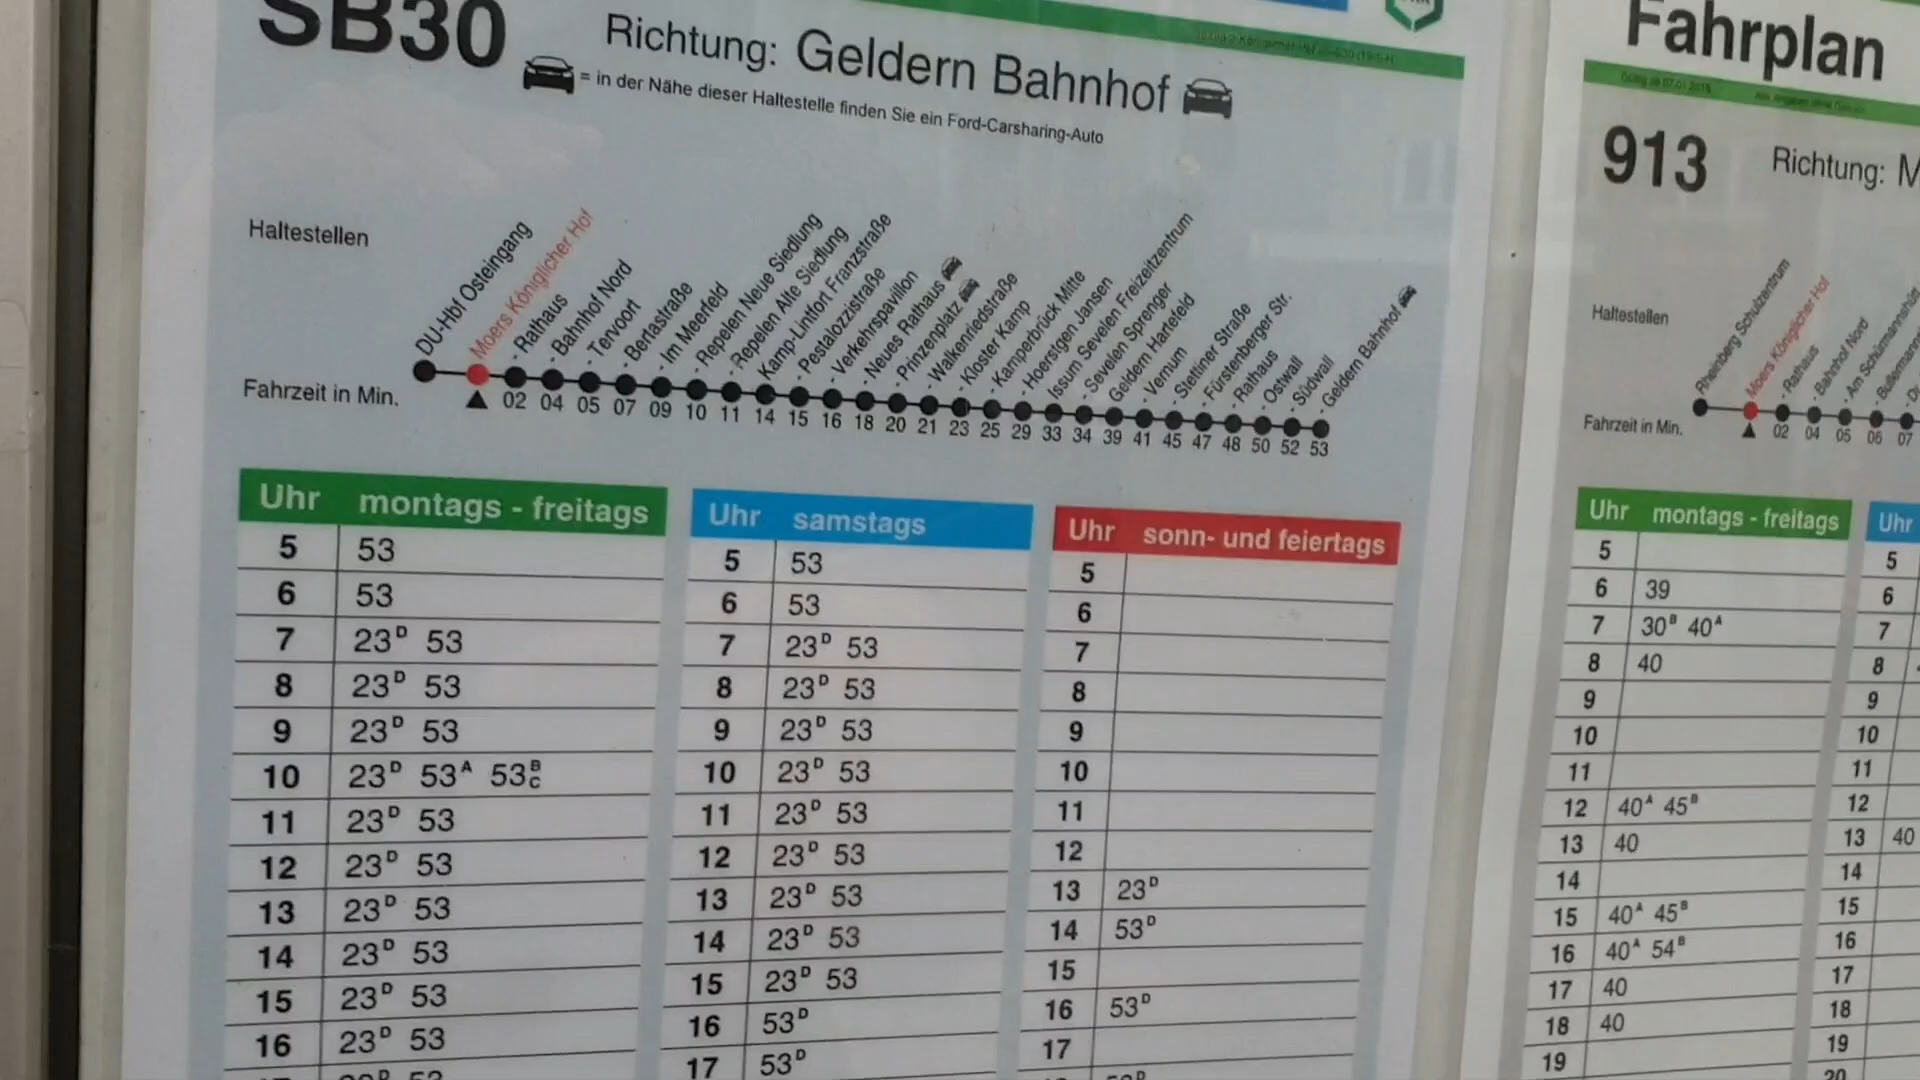 SB30
Richtung: Geldern Bahnhof
= in der Nähe dieser Haltestelle finden Sie ein Ford-Carsharing-Auto
Haltestellen
DU-Hbf Osteingang
Moers Königlicher Hof
- Rathaus
- Bahnhof Nord
- Tervoort
- Bertastraße
- Im Meerfeld
- Repelen Neue Siedlung
- Repelen Alte Siedlung
Kamp-Lintfort Franzstraße
- Pestalozzistraße
- Verkehrspavillon
- Neues Rathaus
- Prinzenplatz
- Walkenriedstraße
- Kloster Kamp
- Kamperbrück Mitte
- Hoerstgen Jansen
Issum Sevelen Freizeitzentrum
- Sevelen Sprenger
Geldern Hartefeld
- Vernum
- Stettiner Straße
- Fürstenberger Str.
- Rathaus
- Ostwall
- Südwall
- Geldern Bahnhof
Fahrzeit in Min.
02 04 05 07 09 10 11 14 15 16 18 20 21 23 25 29 33 34 39 41 45 47 48 50 52 53
Uhr montags - freitags
5 53
6 53
7 23D 53
8 23D 53
9 23D 53
10 23D 53A 53B C
11 23D 53
12 23D 53
13 23D 53
14 23D 53
15 23D 53
16 23D 53
Uhr samstags
5 53
6 53
7 23D 53
8 23D 53
9 23D 53
10 23D 53
11 23D 53
12 23D 53
13 23D 53
14 23D 53
15 23D 53
16 53D
17 53D
Uhr sonn- und feiertags
5
6
7
8
9
10
11
12
13 23D
14 53D
15
16 53D
17
Fahrplan
913
Richtung: M
Haltestellen
Rheinberg Schulzentrum
Moers Königlicher Hof
- Rathaus
- Bahnhof Nord
Fahrzeit in Min.
02 04 05 06 07
Uhr montags - freitags
5
6 39
7 30B 40A
8 40
9
10
11
12 40A 45B
13 40
14
15 40A 45B
16 40A 54B
17 40
18 40
19
Uhr
5
6
7
8
9
10
11
12
13 40
14
15
16
17
18
19
20